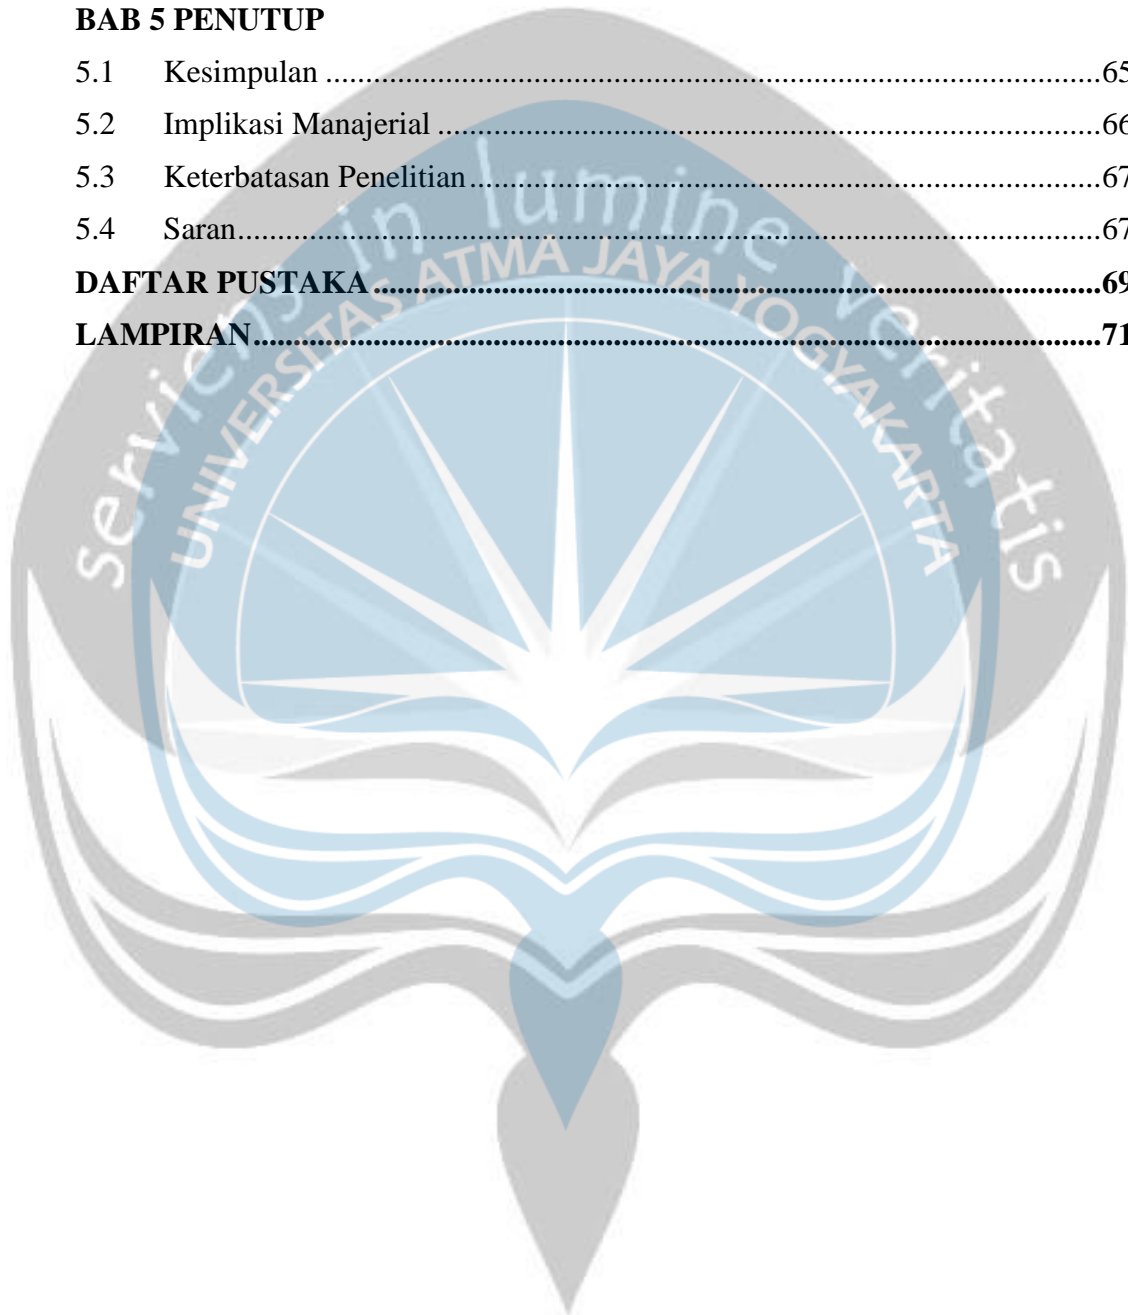 BAB 5 PENUTUP
5.1 Kesimpulan ........................................................................................65
5.2 Implikasi Manajerial ........................................................................................66
5.3 Keterbatasan Penelitian ........................................................................................67
5.4 Saran ........................................................................................67
DAFTAR PUSTAKA ........................................................................................69
LAMPIRAN ........................................................................................71
serviens in lumine veritatis
UNIVERSITAS ATMA JAYA YOGYAKARTA